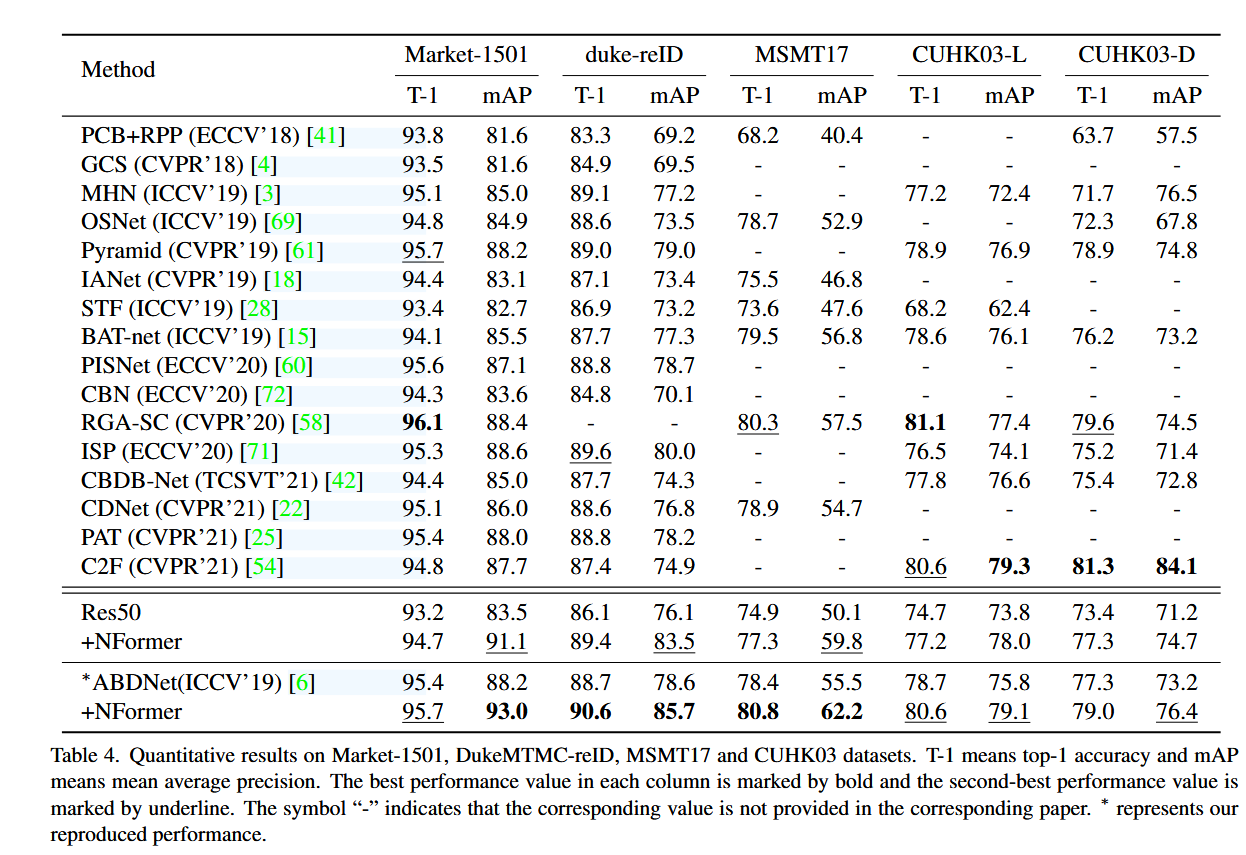 Method Market-1501 duke-reID MSMT17 CUHK03-L CUHK03-D
T-1 mAP T-1 mAP T-1 mAP T-1 mAP T-1 mAP
PCB+RPP (ECCV’18) [41] 93.8 81.6 83.3 69.2 68.2 40.4 - - 63.7 57.5
GCS (CVPR’18) [4] 93.5 81.6 84.9 69.5 - - - - - -
MHN (ICCV’19) [3] 95.1 85.0 89.1 77.2 - - 77.2 72.4 71.7 76.5
OSNet (ICCV’19) [69] 94.8 84.9 88.6 73.5 78.7 52.9 - - 72.3 67.8
Pyramid (CVPR’19) [61] 95.7 88.2 89.0 79.0 - - 78.9 76.9 78.9 74.8
IANet (CVPR’19) [18] 94.4 83.1 87.1 73.4 75.5 46.8 - - - -
STF (ICCV’19) [28] 93.4 82.7 86.9 73.2 73.6 47.6 68.2 62.4 - -
BAT-net (ICCV’19) [15] 94.1 85.5 87.7 77.3 79.5 56.8 78.6 76.1 76.2 73.2
PISNet (ECCV’20) [60] 95.6 87.1 88.8 78.7 - - - - - -
CBN (ECCV’20) [72] 94.3 83.6 84.8 70.1 - - - - - -
RGA-SC (CVPR’20) [58] 96.1 88.4 - - 80.3 57.5 81.1 77.4 79.6 74.5
ISP (ECCV’20) [71] 95.3 88.6 89.6 80.0 - - 76.5 74.1 75.2 71.4
CBDB-Net (TCSVT’21) [42] 94.4 85.0 87.7 74.3 - - 77.8 76.6 75.4 72.8
CDNet (CVPR’21) [22] 95.1 86.0 88.6 76.8 78.9 54.7 - - - -
PAT (CVPR’21) [25] 95.4 88.0 88.8 78.2 - - - - - -
C2F (CVPR’21) [54] 94.8 87.7 87.4 74.9 - - 80.6 79.3 81.3 84.1
Res50 93.2 83.5 86.1 76.1 74.9 50.1 74.7 73.8 73.4 71.2
+NFormer 94.7 91.1 89.4 83.5 77.3 59.8 77.2 78.0 77.3 74.7
*ABDNet(ICCV’19) [6] 95.4 88.2 88.7 78.6 78.4 55.5 78.7 75.8 77.3 73.2
+NFormer 95.7 93.0 90.6 85.7 80.8 62.2 80.6 79.1 79.0 76.4
Table 4. Quantitative results on Market-1501, DukeMTMC-reID, MSMT17 and CUHK03 datasets. T-1 means top-1 accuracy and mAP
means mean average precision. The best performance value in each column is marked by bold and the second-best performance value is
marked by underline. The symbol “-” indicates that the corresponding value is not provided in the corresponding paper. * represents our
reproduced performance.